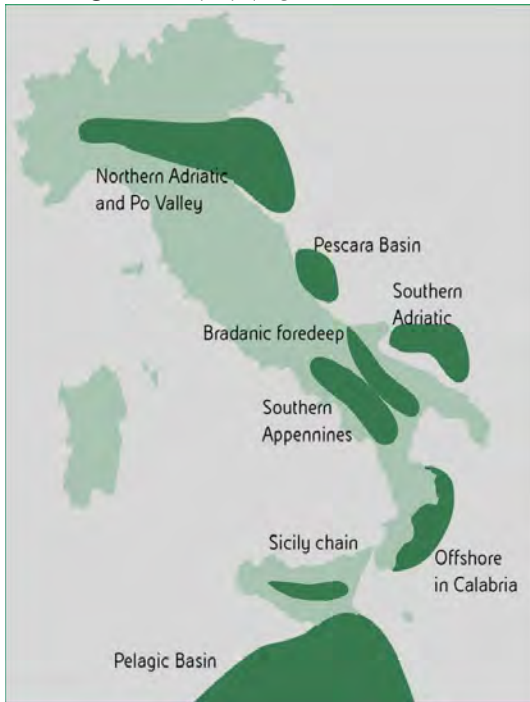 Northern Adriatic
and Po Valley
Pescara Basin
Southern
Adriatic
Bradanic foredeep
Southern
Appennines
Sicily chain
Offshore
in Calabria
Pelagic Basin